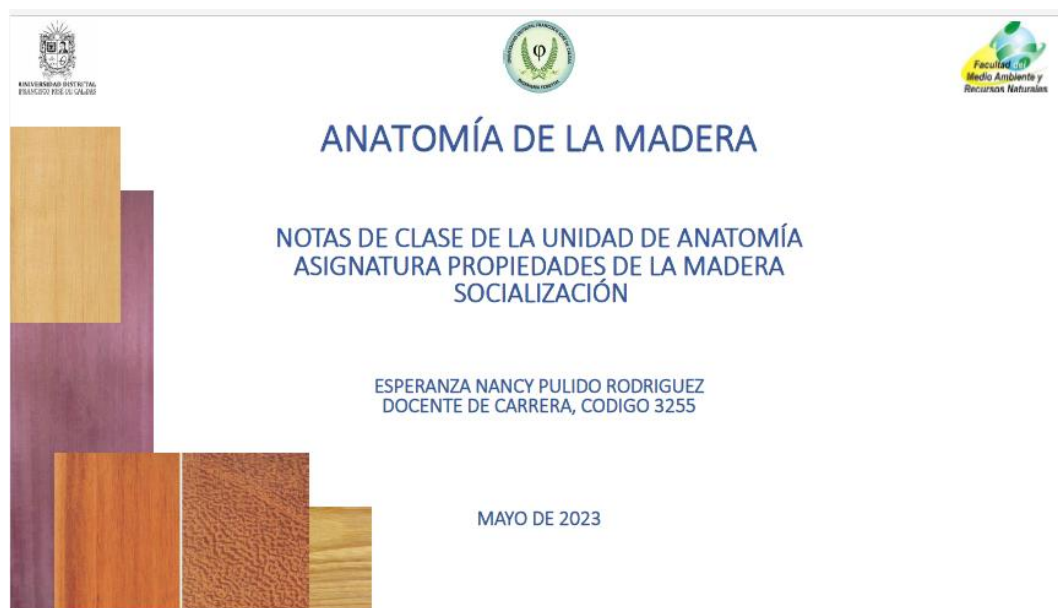 UNIVERSIDAD DISTRITAL
FRANCISCO JOSÉ DE CALDAS
Facultad del
Medio Ambiente y
Recursos Naturales
ANATOMÍA DE LA MADERA
NOTAS DE CLASE DE LA UNIDAD DE ANATOMÍA
ASIGNATURA PROPIEDADES DE LA MADERA
SOCIALIZACIÓN
ESPERANZA NANCY PULIDO RODRIGUEZ
DOCENTE DE CARRERA, CODIGO 3255
MAYO DE 2023